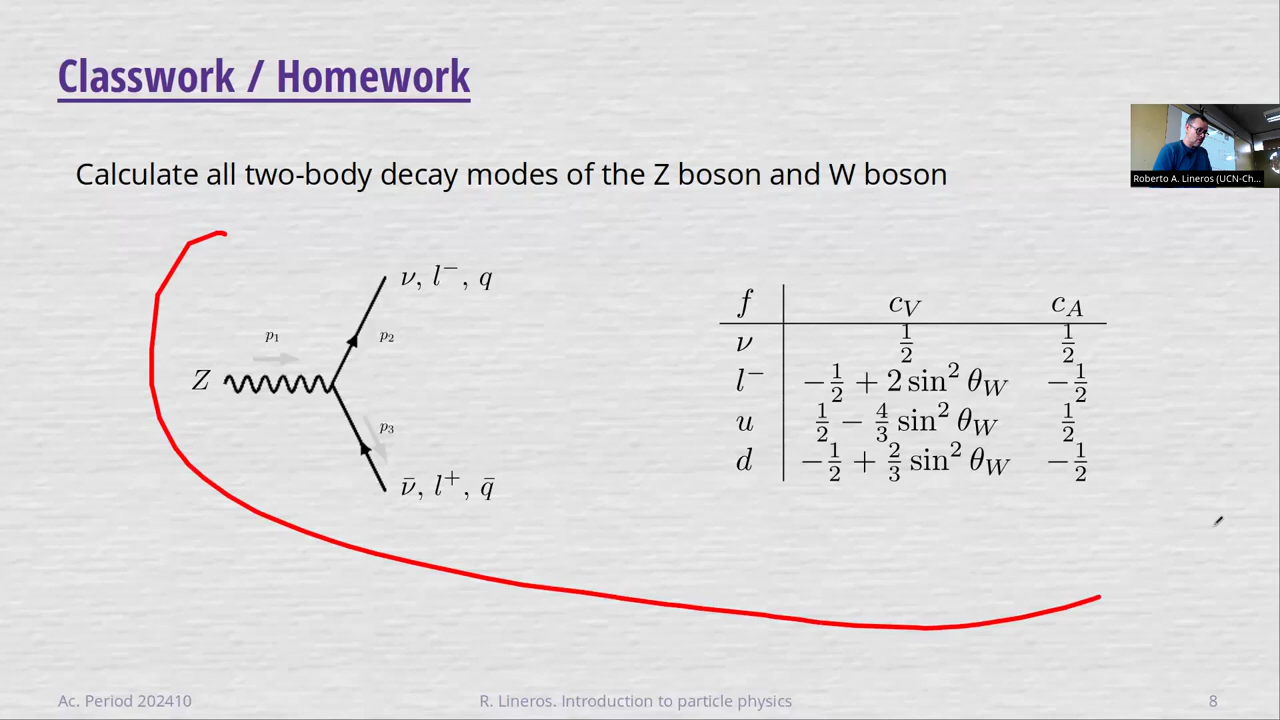 Classwork / Homework
Roberto A. Lineros (UCN-Ch...
Calculate all two-body decay modes of the Z boson and W boson
ν, l⁻, q
p₁
p₂
Z
p₃
ν̄, l⁺, q̄
f c_V c_A
ν 1/2 1/2
l⁻ −1/2 + 2 sin² θ_W −1/2
u 1/2 − 4/3 sin² θ_W 1/2
d −1/2 + 2/3 sin² θ_W −1/2
Ac. Period 202410 R. Lineros. Introduction to particle physics 8